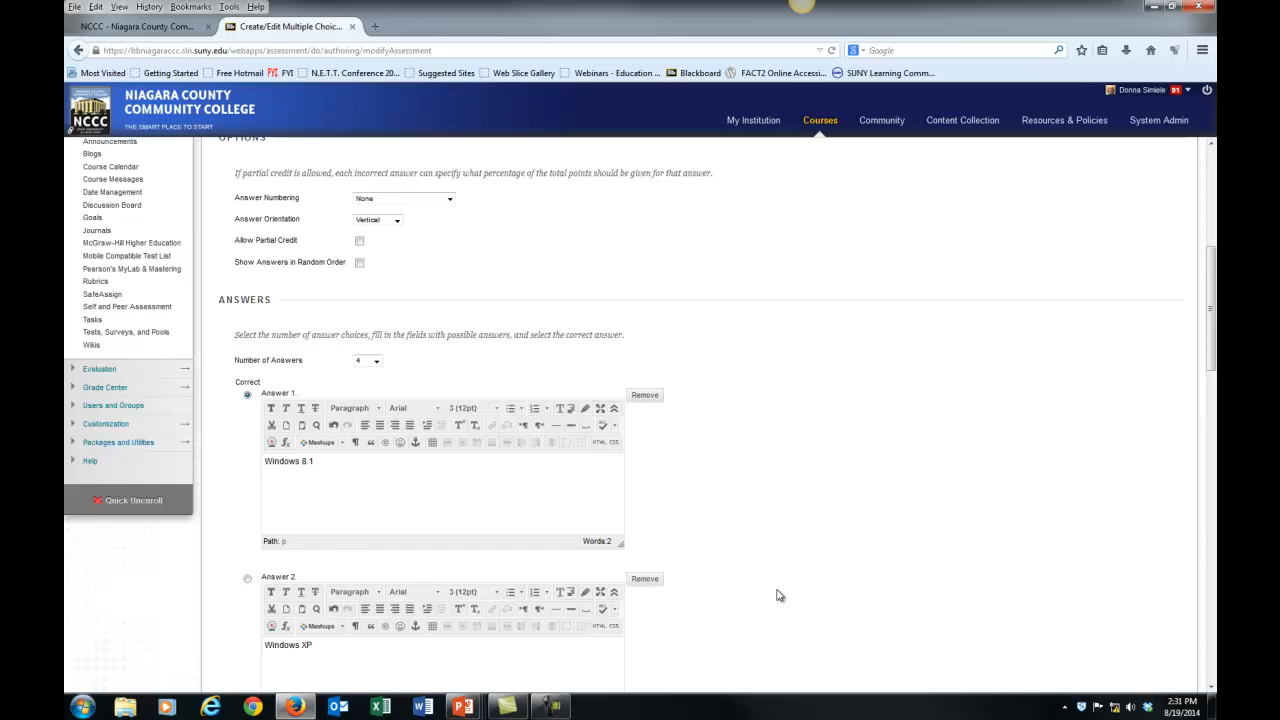 File Edit View History Bookmarks Tools Help
NCCC - Niagara County Com...
Create/Edit Multiple Choic...
https://bbniagaraccc.sln.suny.edu/webapps/assessment/do/authoring/modifyAssessment
Google
Most Visited Getting Started Free Hotmail FYI N.E.T.T. Conference 20... Suggested Sites Web Slice Gallery Webinars - Education ... Blackboard FACT2 Online Accessi... SUNY Learning Comm...
NIAGARA COUNTY
COMMUNITY COLLEGE
THE SMART PLACE TO START
NCCC
Donna Simiele 91
My Institution Courses Community Content Collection Resources & Policies System Admin
Announcements
Blogs
Course Calendar
Course Messages
Date Management
Discussion Board
Goals
Journals
McGraw-Hill Higher Education
Mobile Compatible Test List
Pearson's MyLab & Mastering
Rubrics
SafeAssign
Self and Peer Assessment
Tasks
Tests, Surveys, and Pools
Wikis
Evaluation
Grade Center
Users and Groups
Customization
Packages and Utilities
Help
Quick Unenroll
OPTIONS
If partial credit is allowed, each incorrect answer can specify what percentage of the total points should be given for that answer.
Answer Numbering None
Answer Orientation Vertical
Allow Partial Credit
Show Answers in Random Order
ANSWERS
Select the number of answer choices, fill in the fields with possible answers, and select the correct answer.
Number of Answers 4
Correct
Answer 1. Remove
Paragraph Arial 3 (12pt)
Mashups HTML CSS
Windows 8.1
Path: p Words:2
Answer 2. Remove
Paragraph Arial 3 (12pt)
Mashups HTML CSS
Windows XP
2:31 PM
8/19/2014